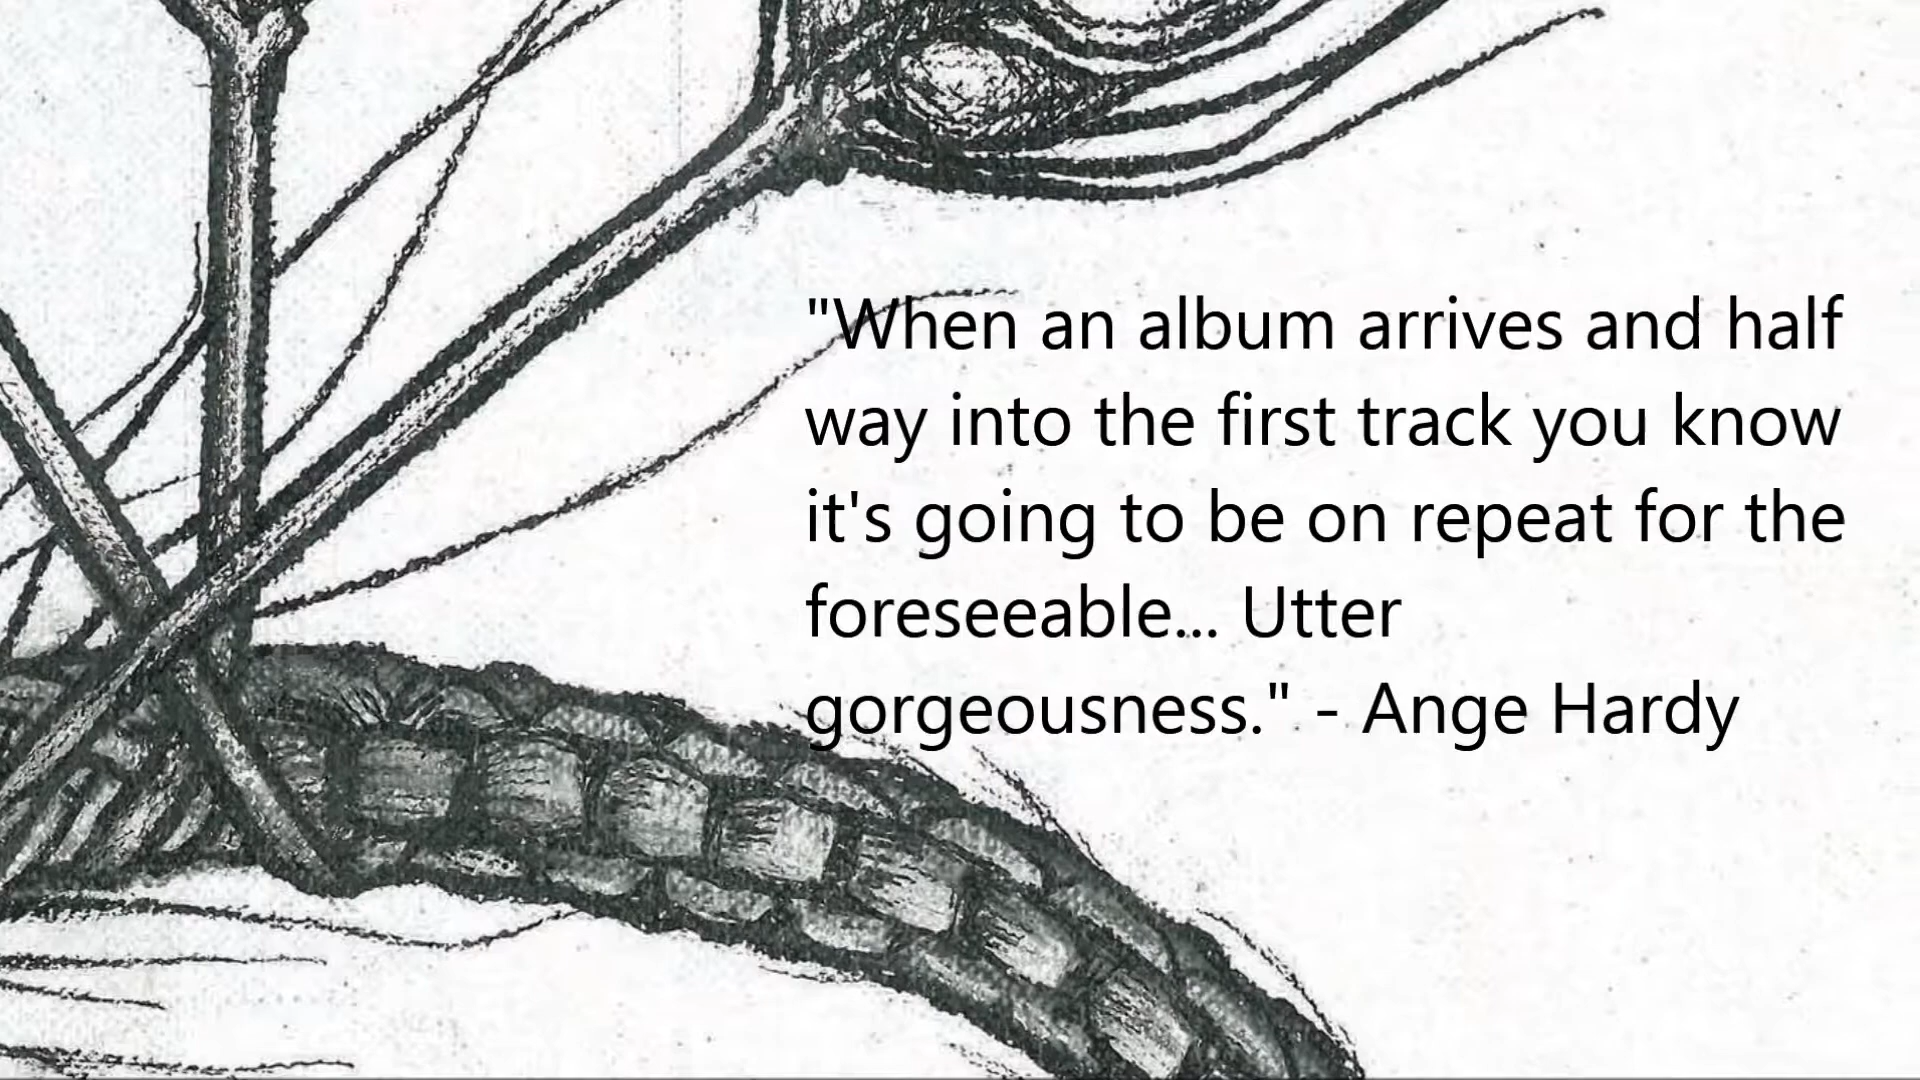 "When an album arrives and half
way into the first track you know
it's going to be on repeat for the
foreseeable... Utter
gorgeousness." - Ange Hardy